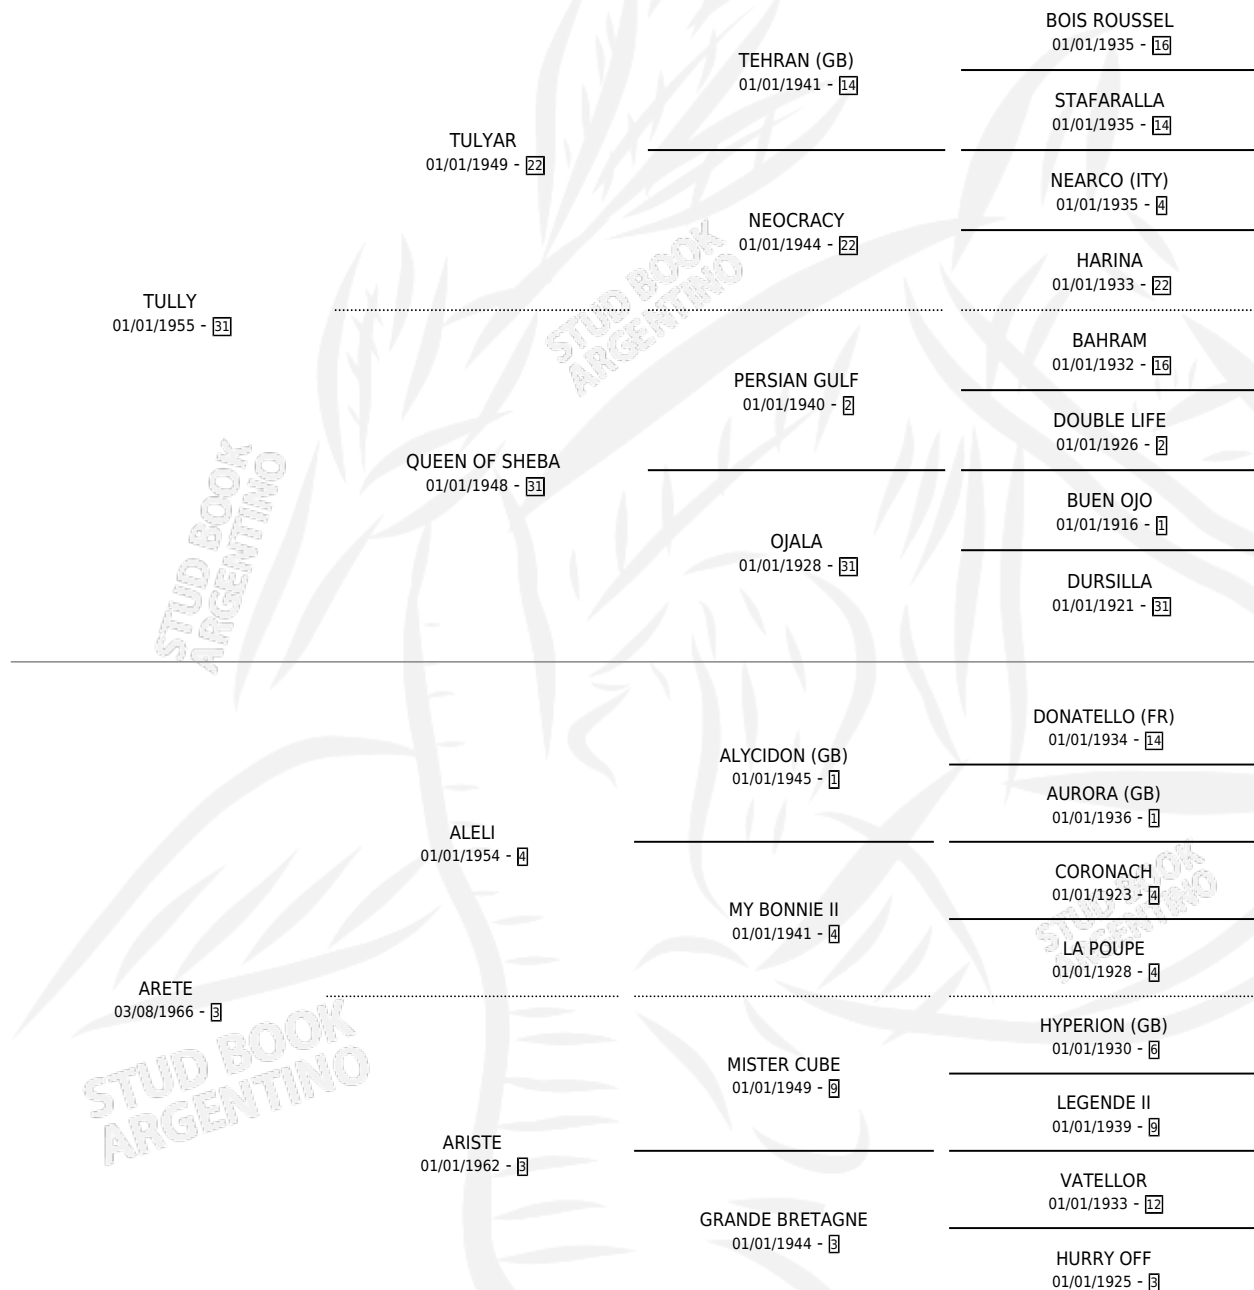 BOIS ROUSSEL
01/01/1935 - 16
TEHRAN (GB)
01/01/1941 - 14
STAFARALLA
01/01/1935 - 14
TULYAR
01/01/1949 - 22
NEARCO (ITY)
01/01/1935 - 4
NEOCRACY
01/01/1944 - 22
HARINA
01/01/1933 - 22
TULLY
01/01/1955 - 31
BAHRAM
01/01/1932 - 16
PERSIAN GULF
01/01/1940 - 2
DOUBLE LIFE
01/01/1926 - 2
QUEEN OF SHEBA
01/01/1948 - 31
BUEN OJO
01/01/1916 - 1
OJALA
01/01/1928 - 31
DURSILLA
01/01/1921 - 31
DONATELLO (FR)
01/01/1934 - 14
ALYCIDON (GB)
01/01/1945 - 1
AURORA (GB)
01/01/1936 - 1
ALELI
01/01/1954 - 4
CORONACH
01/01/1923 - 4
MY BONNIE II
01/01/1941 - 4
LA POUPE
01/01/1928 - 4
ARETE
03/08/1966 - 3
HYPERION (GB)
01/01/1930 - 6
MISTER CUBE
01/01/1949 - 9
LEGENDE II
01/01/1939 - 9
ARISTE
01/01/1962 - 3
VATELLOR
01/01/1933 - 12
GRANDE BRETAGNE
01/01/1944 - 3
HURRY OFF
01/01/1925 - 3
STUD BOOK
ARGENTINO
STUD BOOK
ARGENTINO
STUD BOOK
ARGENTINO
STUD BOOK
ARGENTINO